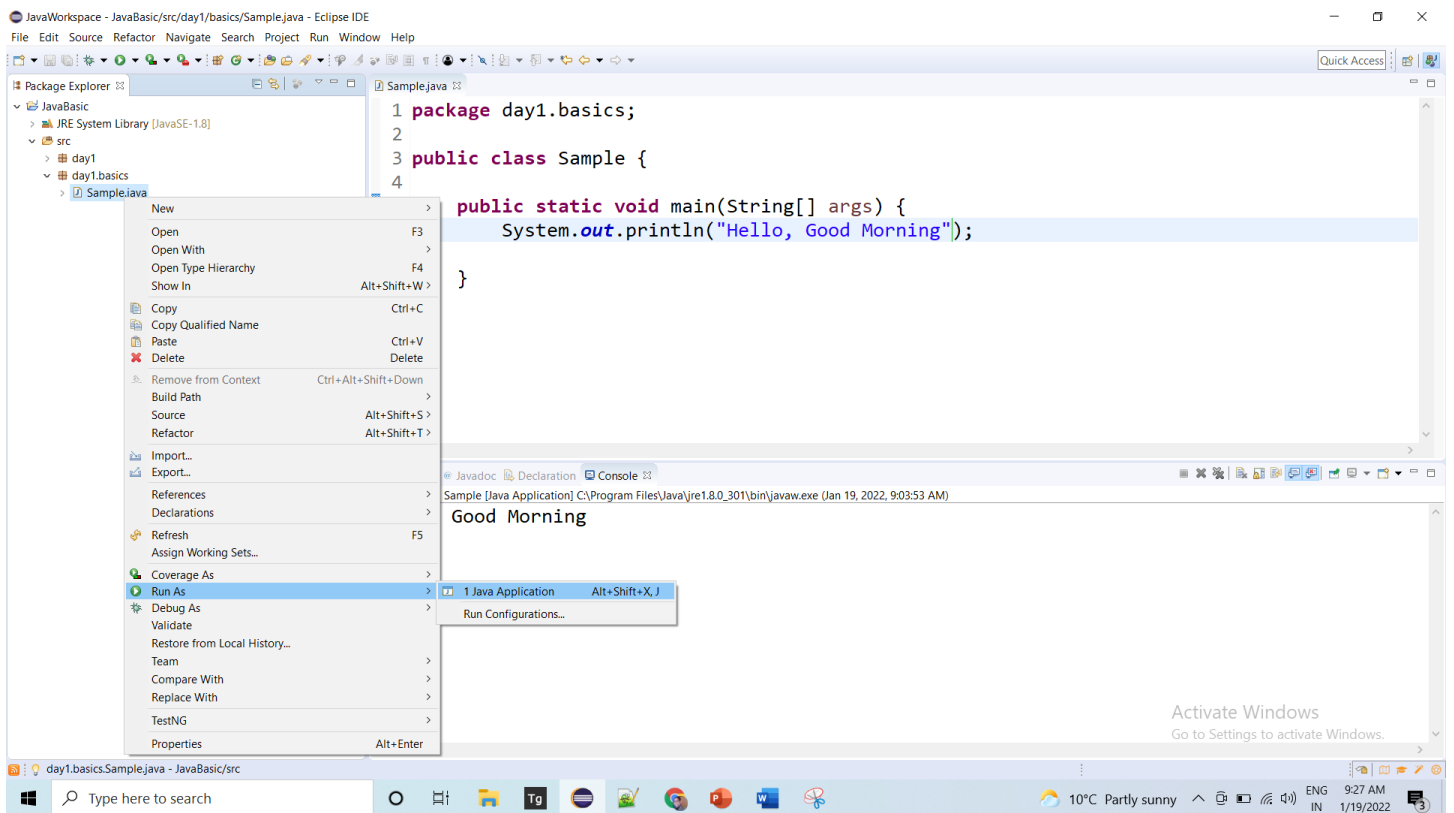 JavaWorkspace - JavaBasic/src/day1/basics/Sample.java - Eclipse IDE
File Edit Source Refactor Navigate Search Project Run Window Help
Quick Access
Package Explorer
JavaBasic
JRE System Library [JavaSE-1.8]
src
day1
day1.basics
Sample.java
Sample.java
1 package day1.basics;
2
3 public class Sample {
4
public static void main(String[] args) {
System.out.println("Hello, Good Morning");
}
New
Open F3
Open With
Open Type Hierarchy F4
Show In Alt+Shift+W
Copy Ctrl+C
Copy Qualified Name
Paste Ctrl+V
Delete Delete
Remove from Context Ctrl+Alt+Shift+Down
Build Path
Source Alt+Shift+S
Refactor Alt+Shift+T
Import...
Export...
References
Declarations
Refresh F5
Assign Working Sets...
Coverage As
Run As
Debug As
Validate
Restore from Local History...
Team
Compare With
Replace With
TestNG
Properties Alt+Enter
1 Java Application Alt+Shift+X, J
Run Configurations...
Javadoc Declaration Console
Sample [Java Application] C:\Program Files\Java\jre1.8.0_301\bin\javaw.exe (Jan 19, 2022, 9:03:53 AM)
Good Morning
Activate Windows
Go to Settings to activate Windows.
day1.basics.Sample.java - JavaBasic/src
Type here to search
Tg
10°C Partly sunny
ENG
IN
9:27 AM
1/19/2022
3